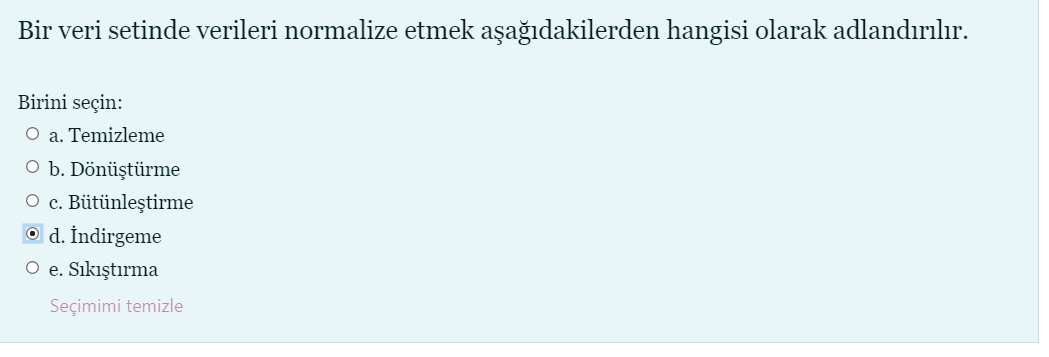 Bir veri setinde verileri normalize etmek aşağıdakilerden hangisi olarak adlandırılır.
Birini seçin:
a. Temizleme
b. Dönüştürme
c. Bütünleştirme
d. İndirgeme
e. Sıkıştırma
Seçimimi temizle